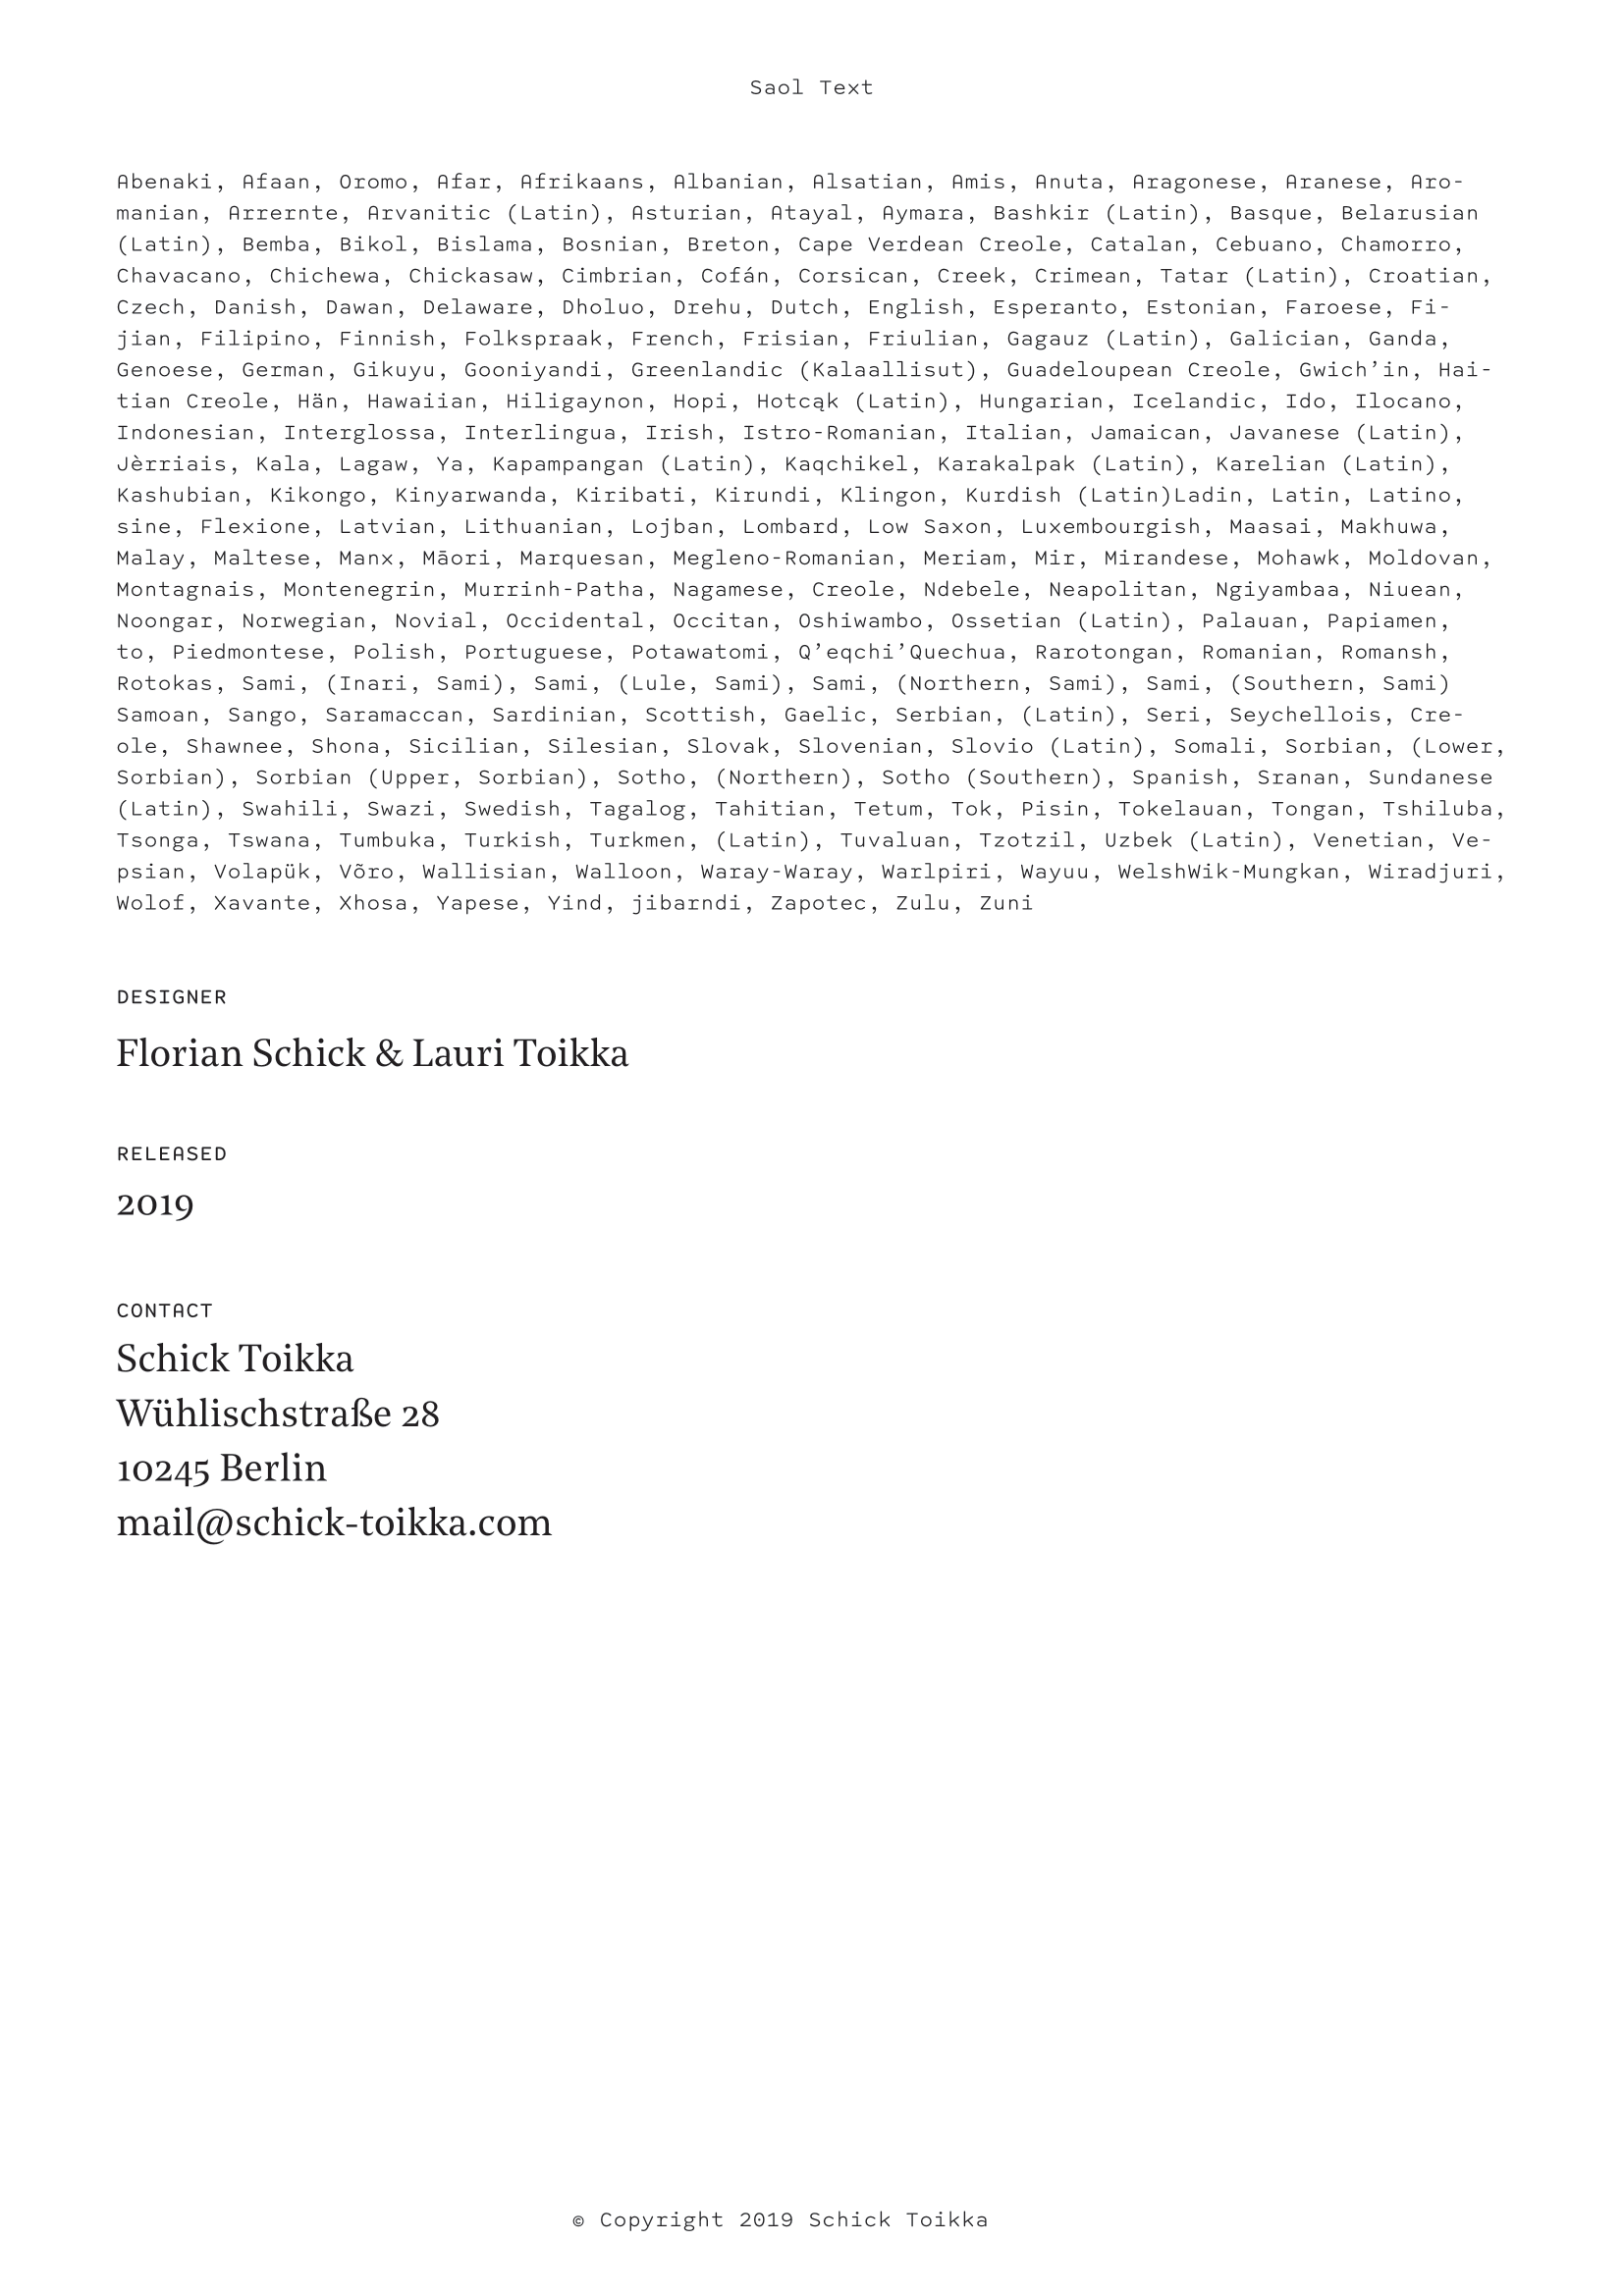 Saol Text
Abenaki, Afaan, Oromo, Afar, Afrikaans, Albanian, Alsatian, Amis, Anuta, Aragonese, Aranese, Aro-
manian, Arrernte, Arvanitic (Latin), Asturian, Atayal, Aymara, Bashkir (Latin), Basque, Belarusian
(Latin), Bemba, Bikol, Bislama, Bosnian, Breton, Cape Verdean Creole, Catalan, Cebuano, Chamorro,
Chavacano, Chichewa, Chickasaw, Cimbrian, Cofán, Corsican, Creek, Crimean, Tatar (Latin), Croatian,
Czech, Danish, Dawan, Delaware, Dholuo, Drehu, Dutch, English, Esperanto, Estonian, Faroese, Fi-
jian, Filipino, Finnish, Folkspraak, French, Frisian, Friulian, Gagauz (Latin), Galician, Ganda,
Genoese, German, Gikuyu, Gooniyandi, Greenlandic (Kalaallisut), Guadeloupean Creole, Gwich’in, Hai-
tian Creole, Hän, Hawaiian, Hiligaynon, Hopi, Hotcąk (Latin), Hungarian, Icelandic, Ido, Ilocano,
Indonesian, Interglossa, Interlingua, Irish, Istro-Romanian, Italian, Jamaican, Javanese (Latin),
Jèrriais, Kala, Lagaw, Ya, Kapampangan (Latin), Kaqchikel, Karakalpak (Latin), Karelian (Latin),
Kashubian, Kikongo, Kinyarwanda, Kiribati, Kirundi, Klingon, Kurdish (Latin)Ladin, Latin, Latino,
sine, Flexione, Latvian, Lithuanian, Lojban, Lombard, Low Saxon, Luxembourgish, Maasai, Makhuwa,
Malay, Maltese, Manx, Māori, Marquesan, Megleno-Romanian, Meriam, Mir, Mirandese, Mohawk, Moldovan,
Montagnais, Montenegrin, Murrinh-Patha, Nagamese, Creole, Ndebele, Neapolitan, Ngiyambaa, Niuean,
Noongar, Norwegian, Novial, Occidental, Occitan, Oshiwambo, Ossetian (Latin), Palauan, Papiamen,
to, Piedmontese, Polish, Portuguese, Potawatomi, Q’eqchi’Quechua, Rarotongan, Romanian, Romansh,
Rotokas, Sami, (Inari, Sami), Sami, (Lule, Sami), Sami, (Northern, Sami), Sami, (Southern, Sami)
Samoan, Sango, Saramaccan, Sardinian, Scottish, Gaelic, Serbian, (Latin), Seri, Seychellois, Cre-
ole, Shawnee, Shona, Sicilian, Silesian, Slovak, Slovenian, Slovio (Latin), Somali, Sorbian, (Lower,
Sorbian), Sorbian (Upper, Sorbian), Sotho, (Northern), Sotho (Southern), Spanish, Sranan, Sundanese
(Latin), Swahili, Swazi, Swedish, Tagalog, Tahitian, Tetum, Tok, Pisin, Tokelauan, Tongan, Tshiluba,
Tsonga, Tswana, Tumbuka, Turkish, Turkmen, (Latin), Tuvaluan, Tzotzil, Uzbek (Latin), Venetian, Ve-
psian, Volapük, Võro, Wallisian, Walloon, Waray-Waray, Warlpiri, Wayuu, WelshWik-Mungkan, Wiradjuri,
Wolof, Xavante, Xhosa, Yapese, Yind, jibarndi, Zapotec, Zulu, Zuni
DESIGNER
Florian Schick & Lauri Toikka
RELEASED
2019
CONTACT
Schick Toikka
Wühlischstraße 28
10245 Berlin
mail@schick-toikka.com
© Copyright 2019 Schick Toikka